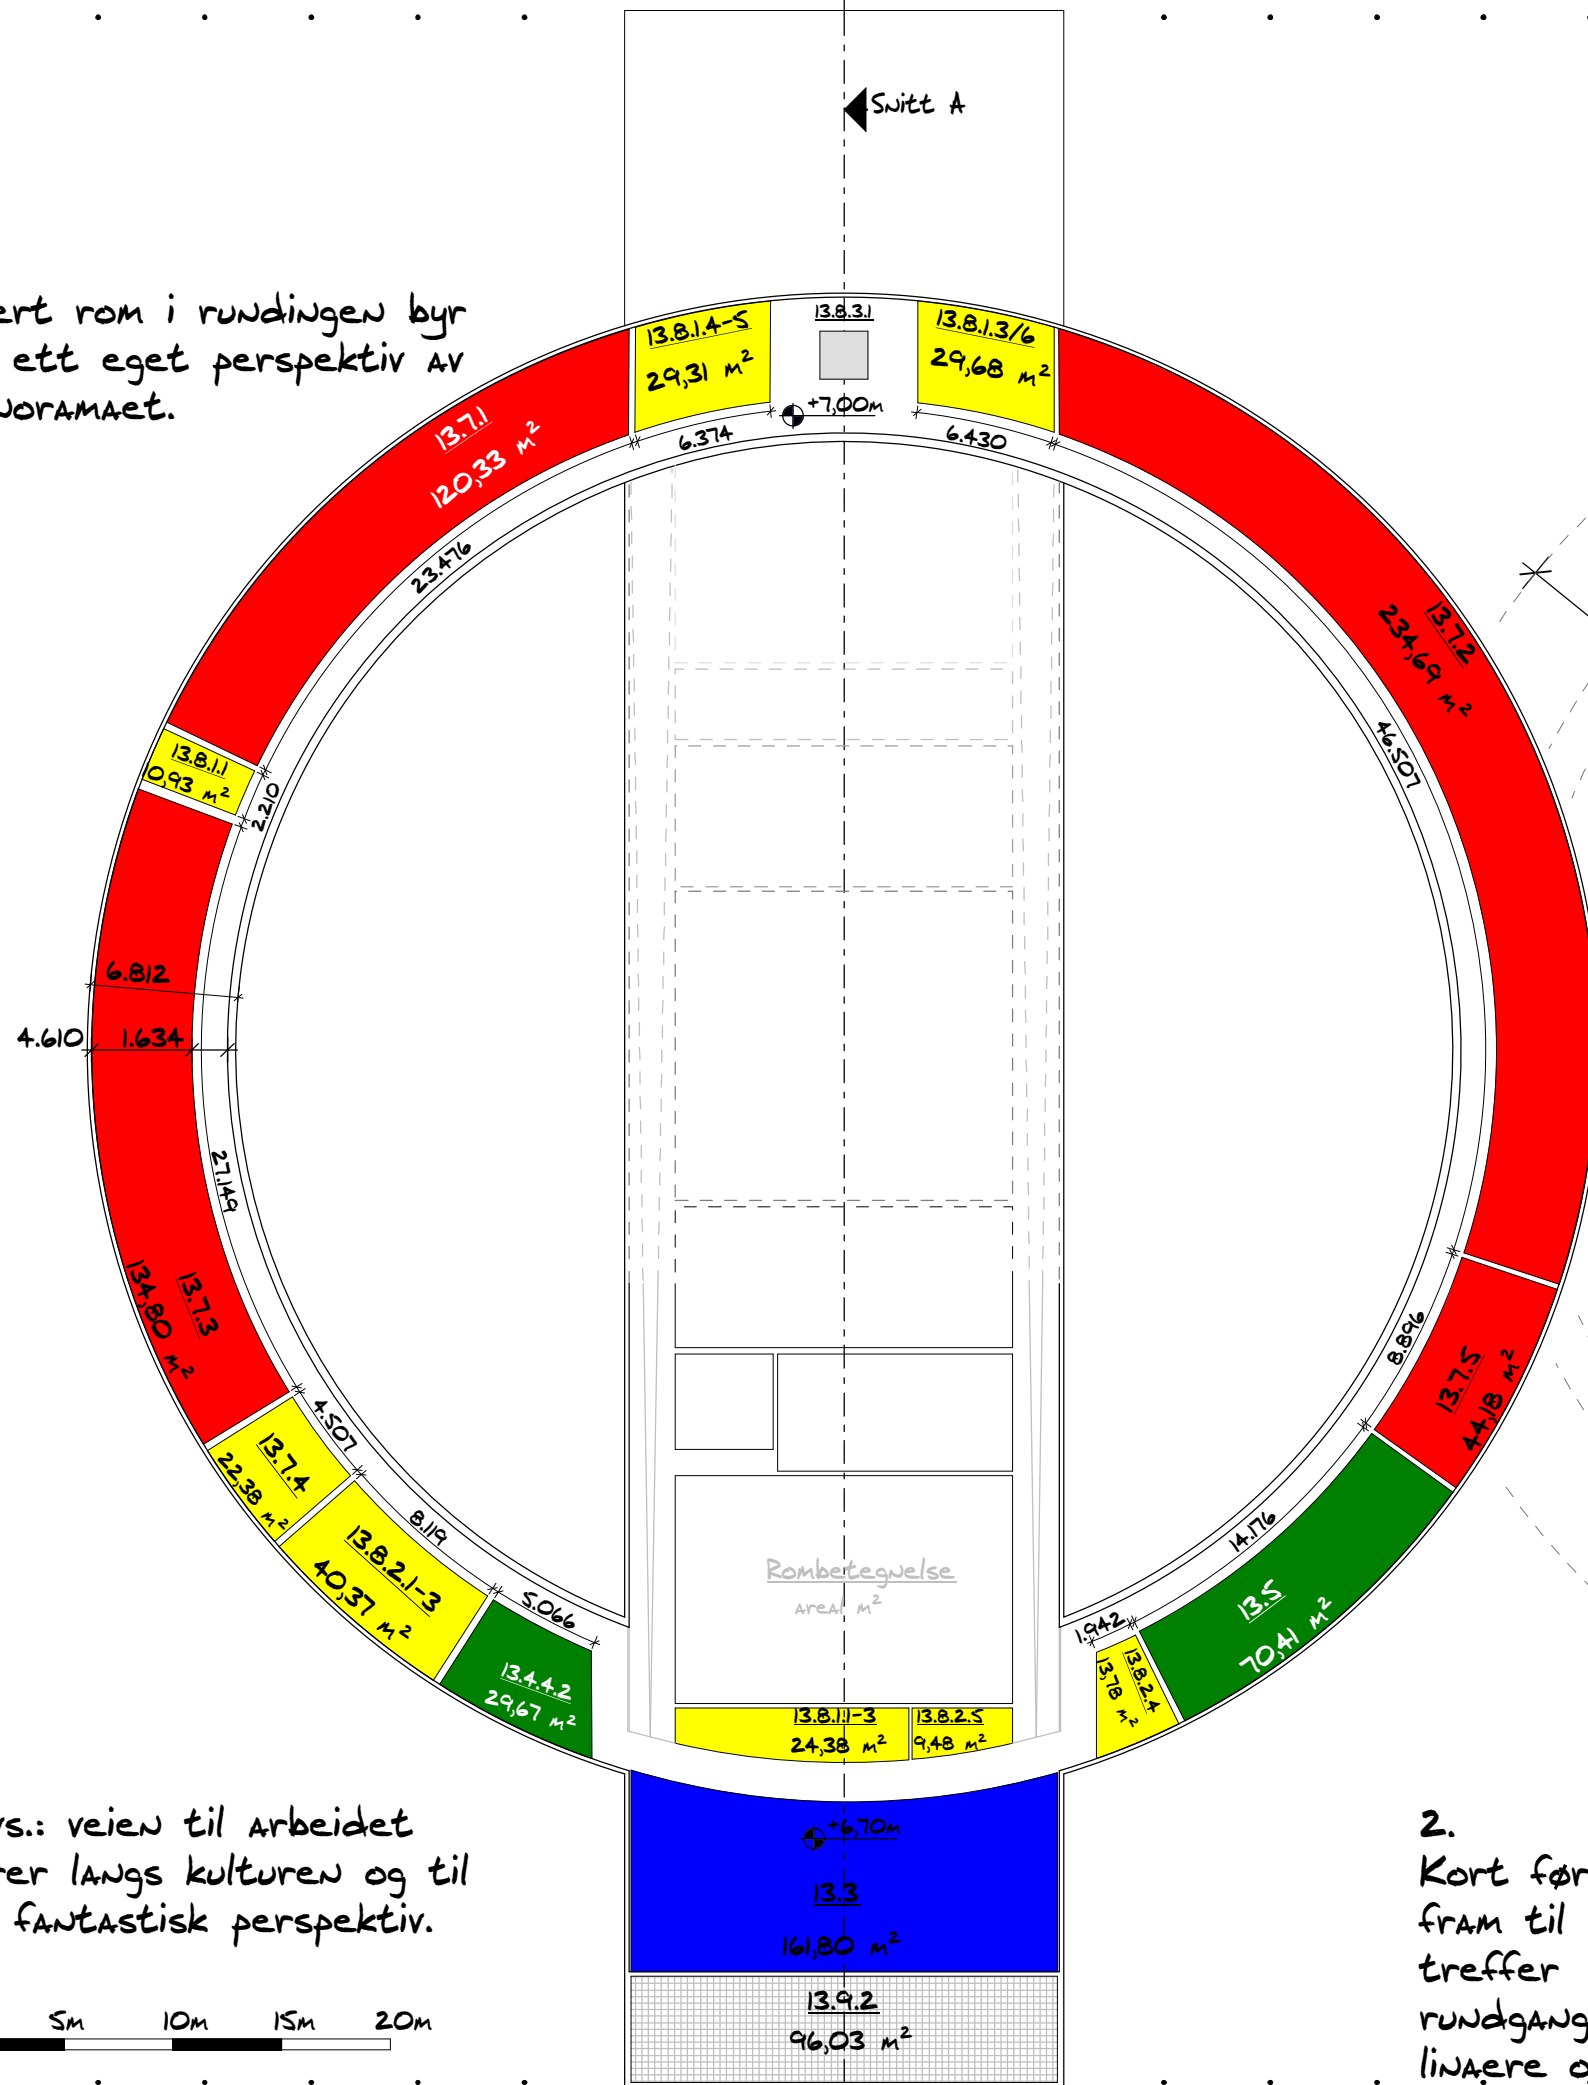 Snitt A
rom i rundingen byr
ett eget perspektiv av
13.8.1.4-5
29,31 m²
13.8.3.1
+7,00m
13.8.1.3/6
29,68 m²
6.374
6.430
13.7.1
120,33 m²
23.476
13.7.2
234,69 m²
46.507
13.8.1.1
0,93 m²
2.210
6.812
4.610
1.634
27.149
13.7.3
134,80 m²
4.507
13.7.4
22,38 m²
8.119
13.8.2.1-3
40,37 m²
5.066
13.4.4.2
29,67 m²
8.896
13.7.5
44,18 m²
14.176
13.5
70,41 m²
1.942
13.8.2.4
13,78 m²
Rombetegnelse
areal m²
13.8.1.1-3
24,38 m²
13.8.2.5
9,48 m²
+6,70m
13.3
161,80 m²
13.9.2
96,03 m²
veien til arbeidet
langs kulturen og til
fantastisk perspektiv.
5m 10m 15m 20m
2.
Kort før
fram til
treffer
rundgang
linaere